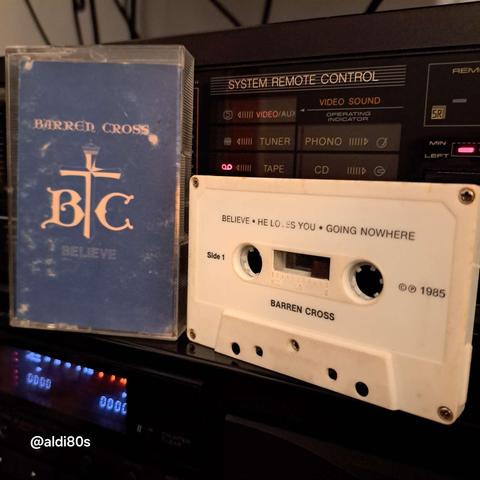 BARREN CROSS
BTC
BELIEVE
SYSTEM REMOTE CONTROL
VIDEO/AUX
VIDEO SOUND
OPERATING
INDICATOR
TUNER
PHONO
TAPE
CD
MIN
LEFT
BELIEVE • HE LOVES YOU • GOING NOWHERE
Side 1
© ℗ 1985
BARREN CROSS
@aldi80s